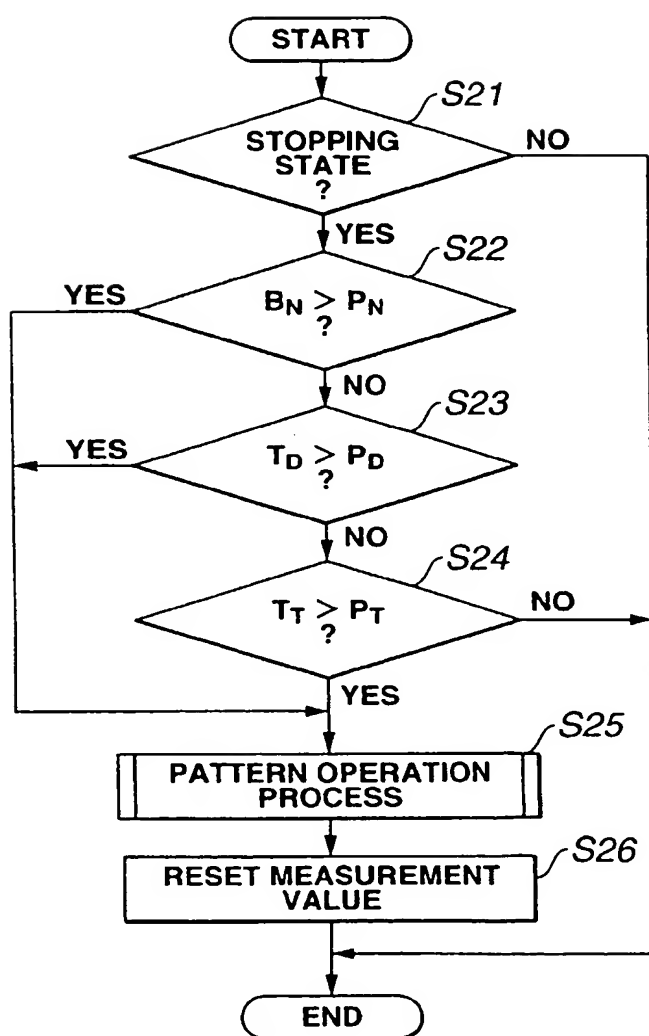 START
S21
STOPPING
STATE
?
NO
YES
S22
YES
B_N > P_N
?
NO
S23
YES
T_D > P_D
?
NO
S24
T_T > P_T
?
NO
YES
S25
PATTERN OPERATION
PROCESS
S26
RESET MEASUREMENT
VALUE
END